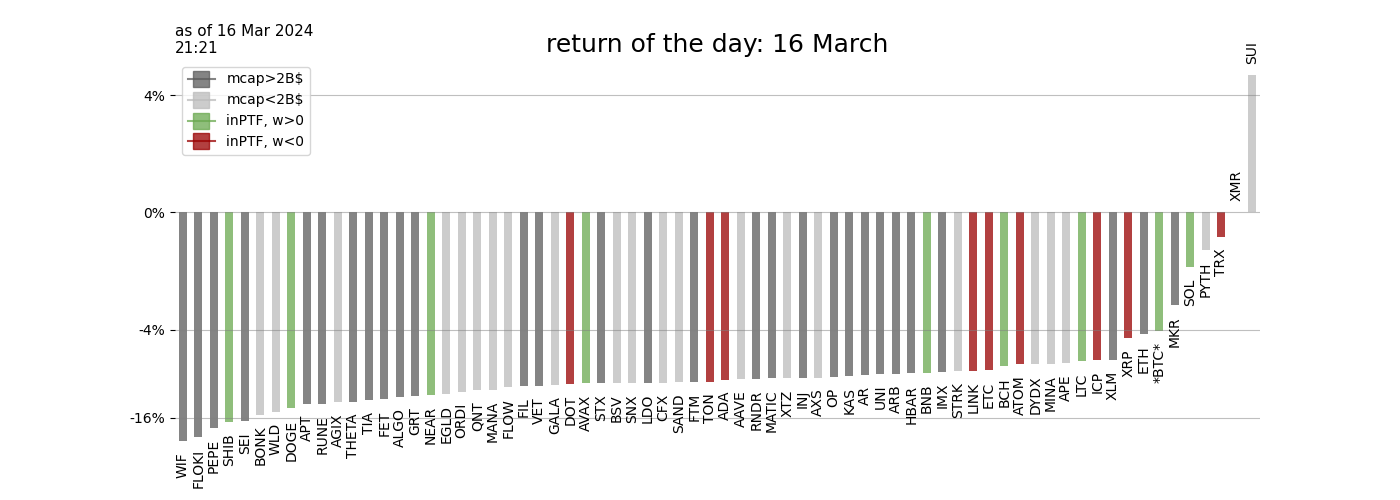 as of 16 Mar 2024
21:21
return of the day: 16 March
mcap>2B$
mcap<2B$
inPTF, w>0
inPTF, w<0
4%
0%
-4%
-16%
WIF
FLOKI
PEPE
SHIB
SEI
BONK
WLD
DOGE
APT
RUNE
AGIX
THETA
TIA
FET
ALGO
GRT
NEAR
EGLD
ORDI
QNT
MANA
FLOW
FIL
VET
GALA
DOT
AVAX
STX
BSV
SNX
LDO
CFX
SAND
FTM
TON
ADA
AAVE
RNDR
MATIC
XTZ
INJ
AXS
OP
KAS
AR
UNI
ARB
HBAR
BNB
IMX
STRK
LINK
ETC
BCH
ATOM
DYDX
MINA
APE
LTC
ICP
XLM
XRP
ETH
*BTC*
MKR
SOL
PYTH
TRX
XMR
SUI